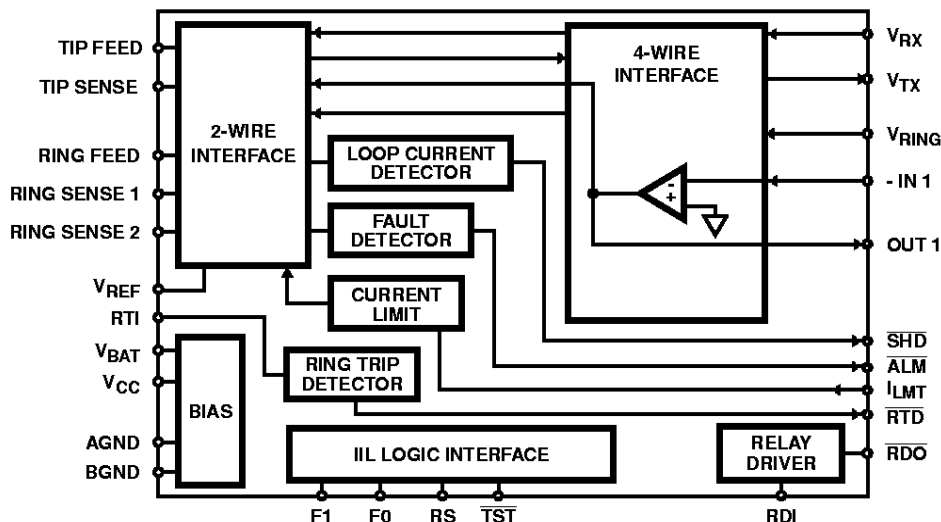 TIP FEED
TIP SENSE
RING FEED
RING SENSE 1
RING SENSE 2
VREF
RTI
VBAT
VCC
AGND
BGND
2-WIRE
INTERFACE
4-WIRE
INTERFACE
LOOP CURRENT
DETECTOR
FAULT
DETECTOR
CURRENT
LIMIT
RING TRIP
DETECTOR
BIAS
IIL LOGIC INTERFACE
RELAY
DRIVER
-
+
VRX
VTX
VRING
- IN 1
OUT 1
SHD
ALM
ILMT
RTD
RDO
F1
F0
RS
TST
RDI